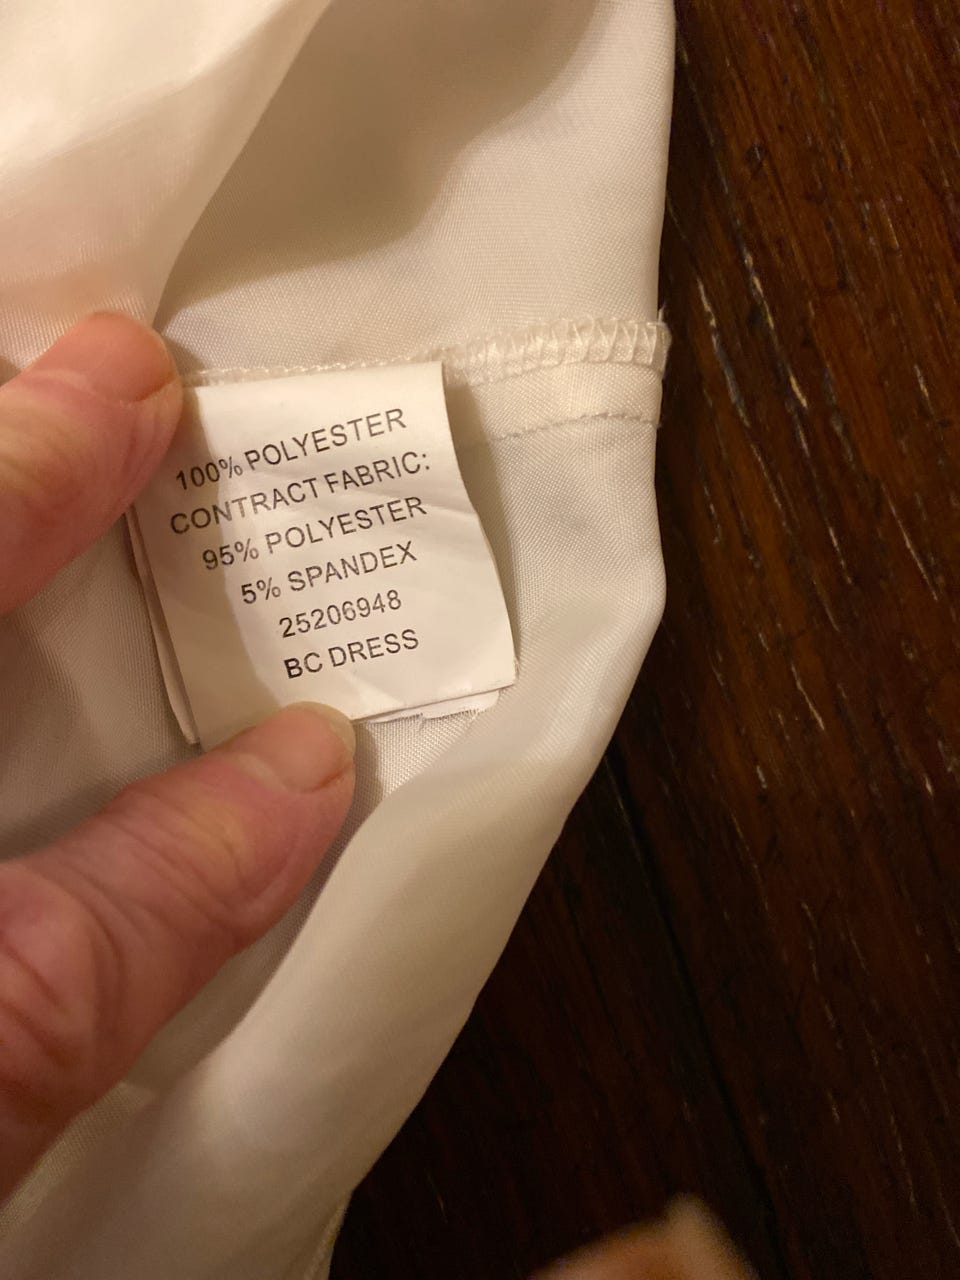 100% POLYESTER
CONTRACT FABRIC:
95% POLYESTER
5% SPANDEX
25206948
BC DRESS